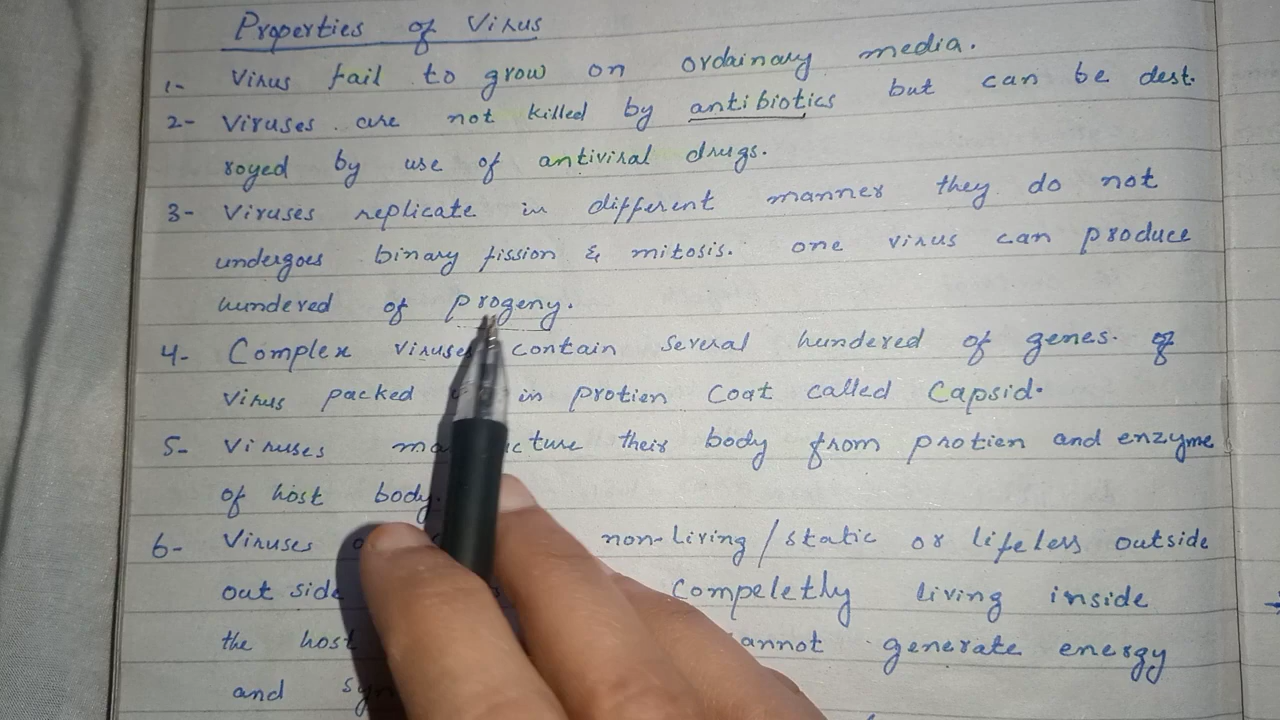 Properties of Virus
1- Virus fail to grow on ordainary media.
2- Viruses are not killed by antibiotics but can be dest.
royed by use of antiviral drugs.
3- Viruses replicate in different manner they do not
undergoes binary fission & mitosis. one virus can produce
hundered of progeny.
4- Complex viruses contain several hundered of genes. of
virus packed in protien coat called Capsid.
5- Viruses their body from protien and enzyme
of host body.
6- Viruses non-living/static or lifeless outside
out side compeletly living inside
the host generate energy
and